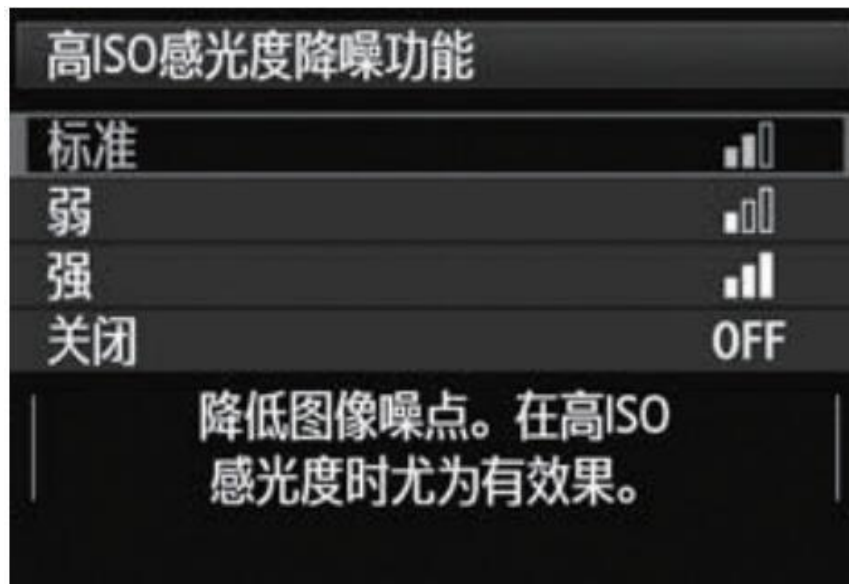 高ISO感光度降噪功能
标准
弱
强
关闭 OFF
降低图像噪点。在高ISO
感光度时尤为有效果。